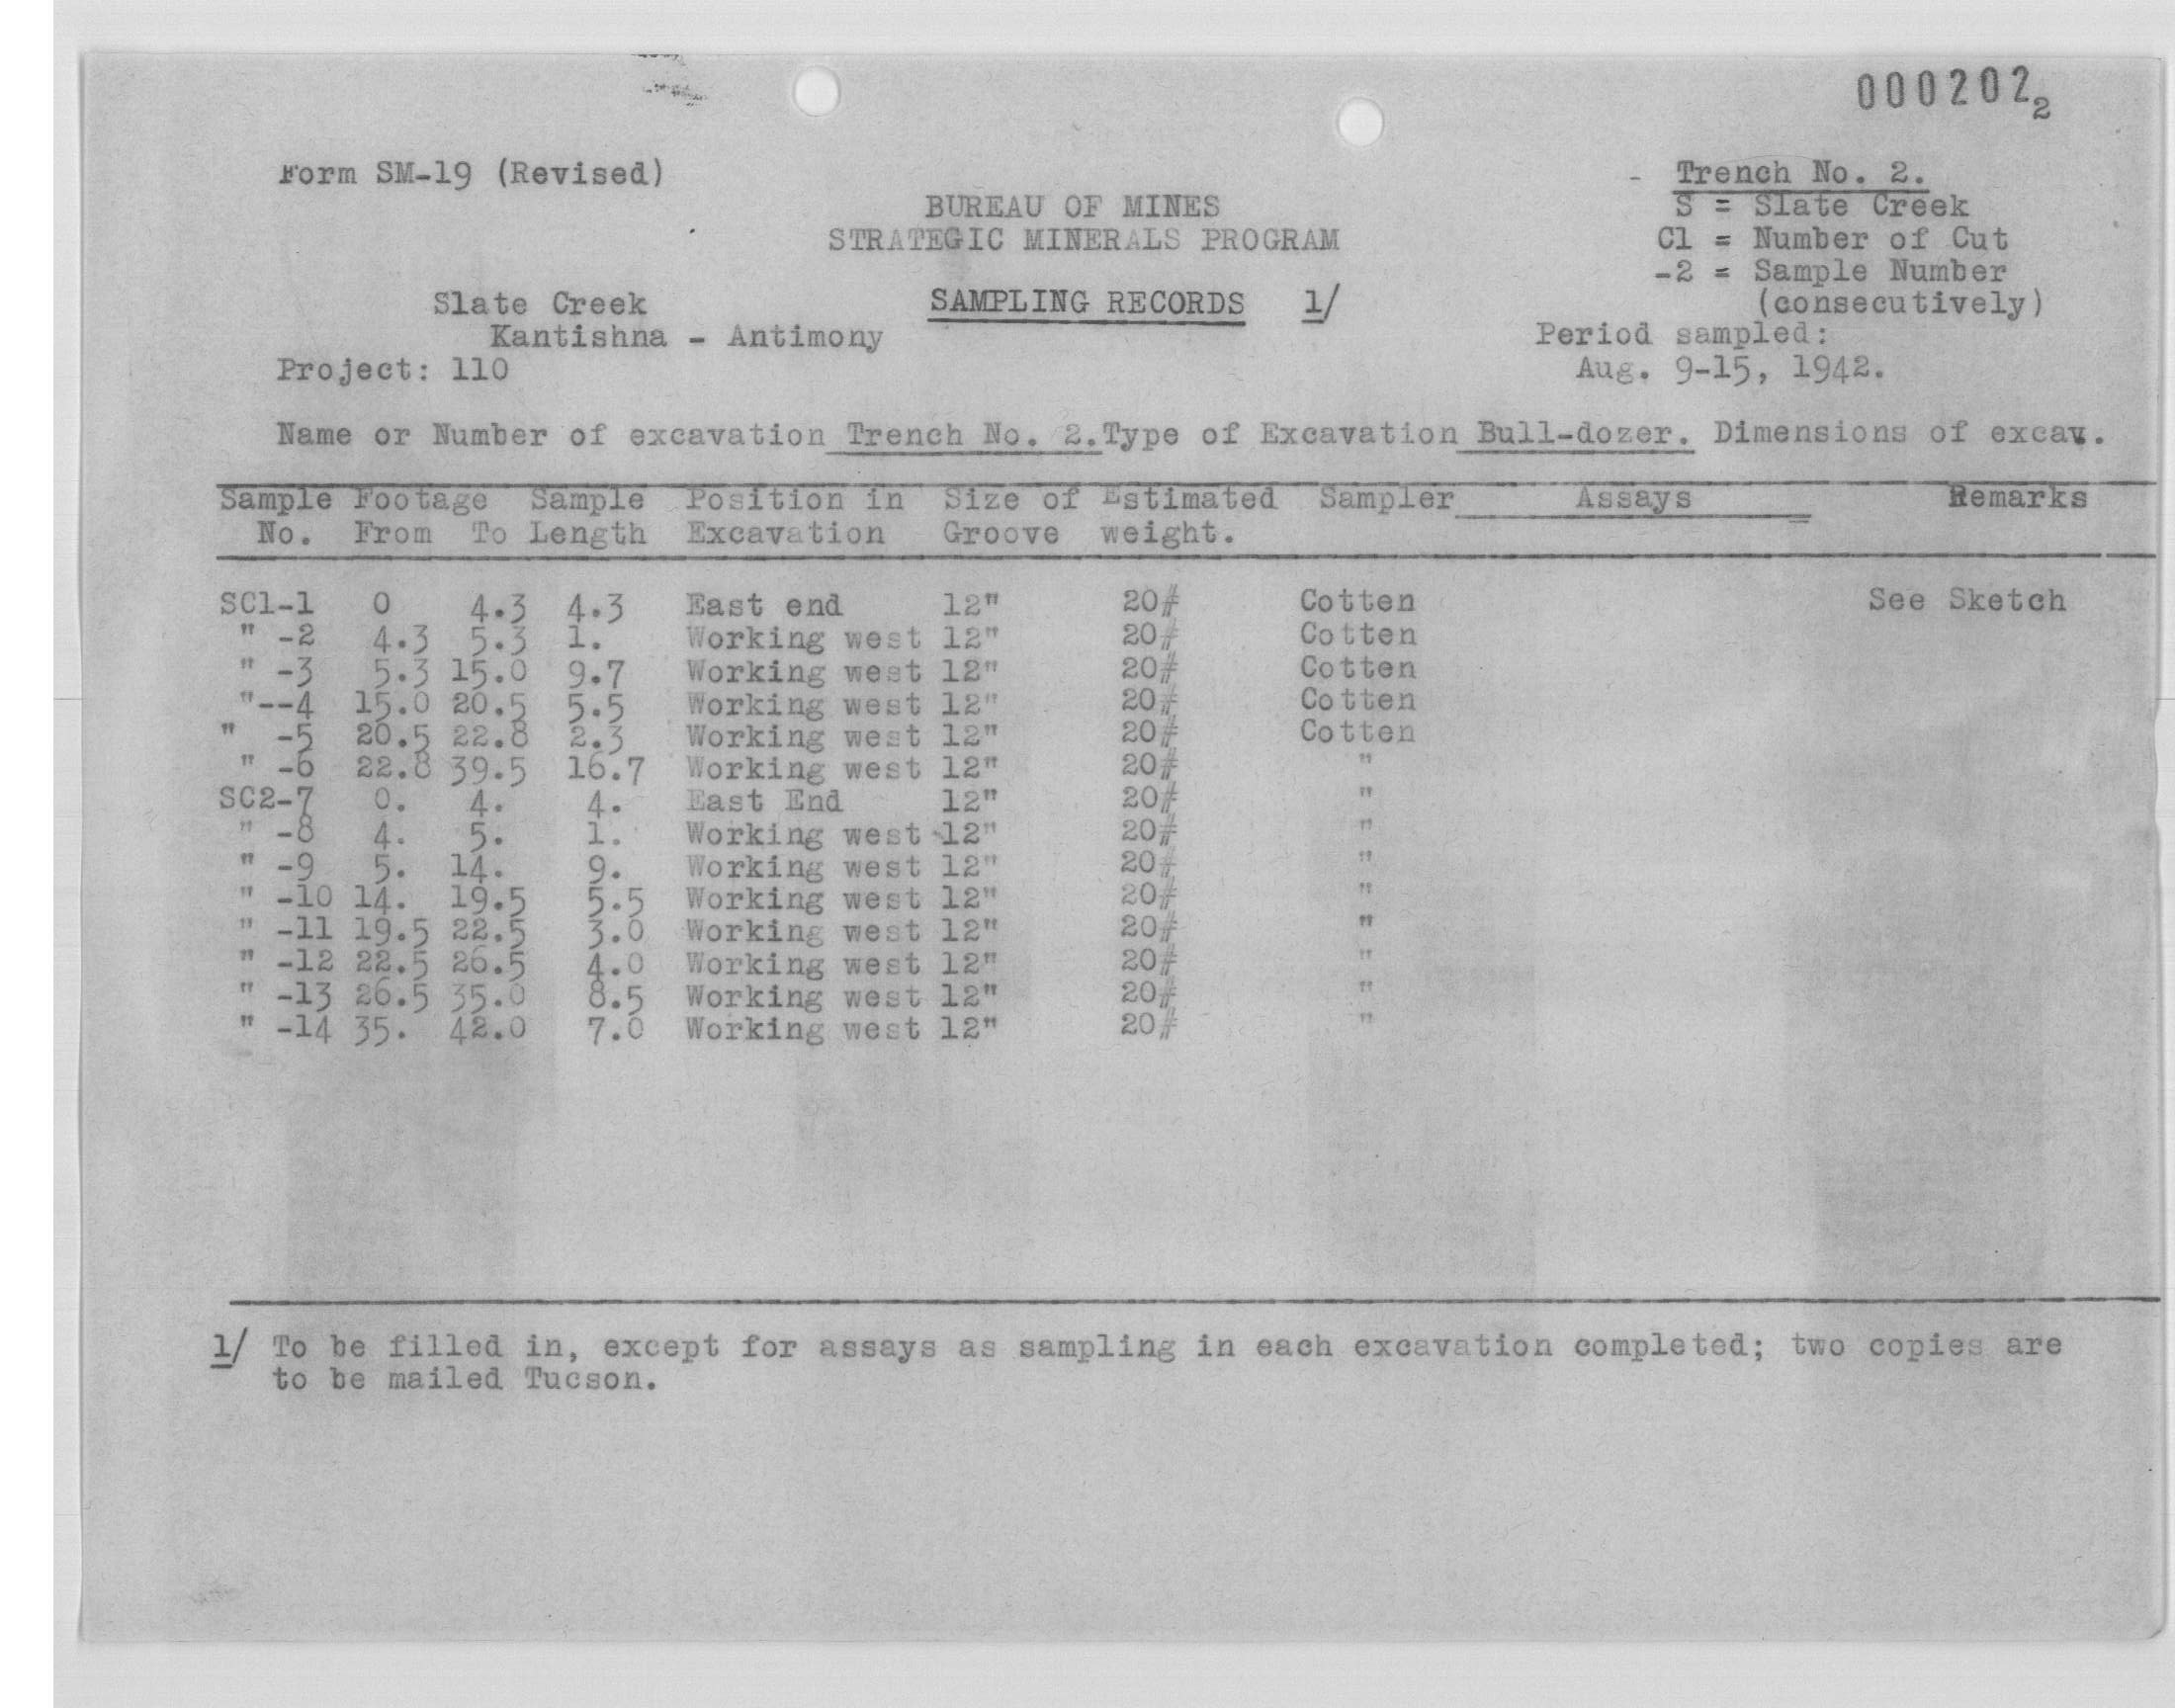 000202
2
Form SM-19 (Revised)
- Trench No. 2.
BUREAU OF MINES
S = Slate Creek
STRATEGIC MINERALS PROGRAM
C1 = Number of Cut
-2 = Sample Number
Slate Creek SAMPLING RECORDS 1/ (consecutively)
Kantishna - Antimony Period sampled:
Project: 110 Aug. 9-15, 1942.
Name or Number of excavation Trench No. 2. Type of Excavation Bull-dozer. Dimensions of excav.
Sample Footage Sample Position in Size of Estimated Sampler Assays Remarks
No. From To Length Excavation Groove weight.
SC1-1 0 4.3 4.3 East end 12" 20# Cotten See Sketch
" -2 4.3 5.3 1. Working west 12" 20# Cotten
" -3 5.3 15.0 9.7 Working west 12" 20# Cotten
"--4 15.0 20.5 5.5 Working west 12" 20# Cotten
" -5 20.5 22.8 2.3 Working west 12" 20# Cotten
" -6 22.8 39.5 16.7 Working west 12" 20# "
SC2-7 0. 4. 4. East End 12" 20# "
" -8 4. 5. 1. Working west 12" 20# "
" -9 5. 14. 9. Working west 12" 20# "
" -10 14. 19.5 5.5 Working west 12" 20# "
" -11 19.5 22.5 3.0 Working west 12" 20# "
" -12 22.5 26.5 4.0 Working west 12" 20# "
" -13 26.5 35.0 8.5 Working west 12" 20# "
" -14 35. 42.0 7.0 Working west 12" 20# "
1/ To be filled in, except for assays as sampling in each excavation completed; two copies are
to be mailed Tucson.